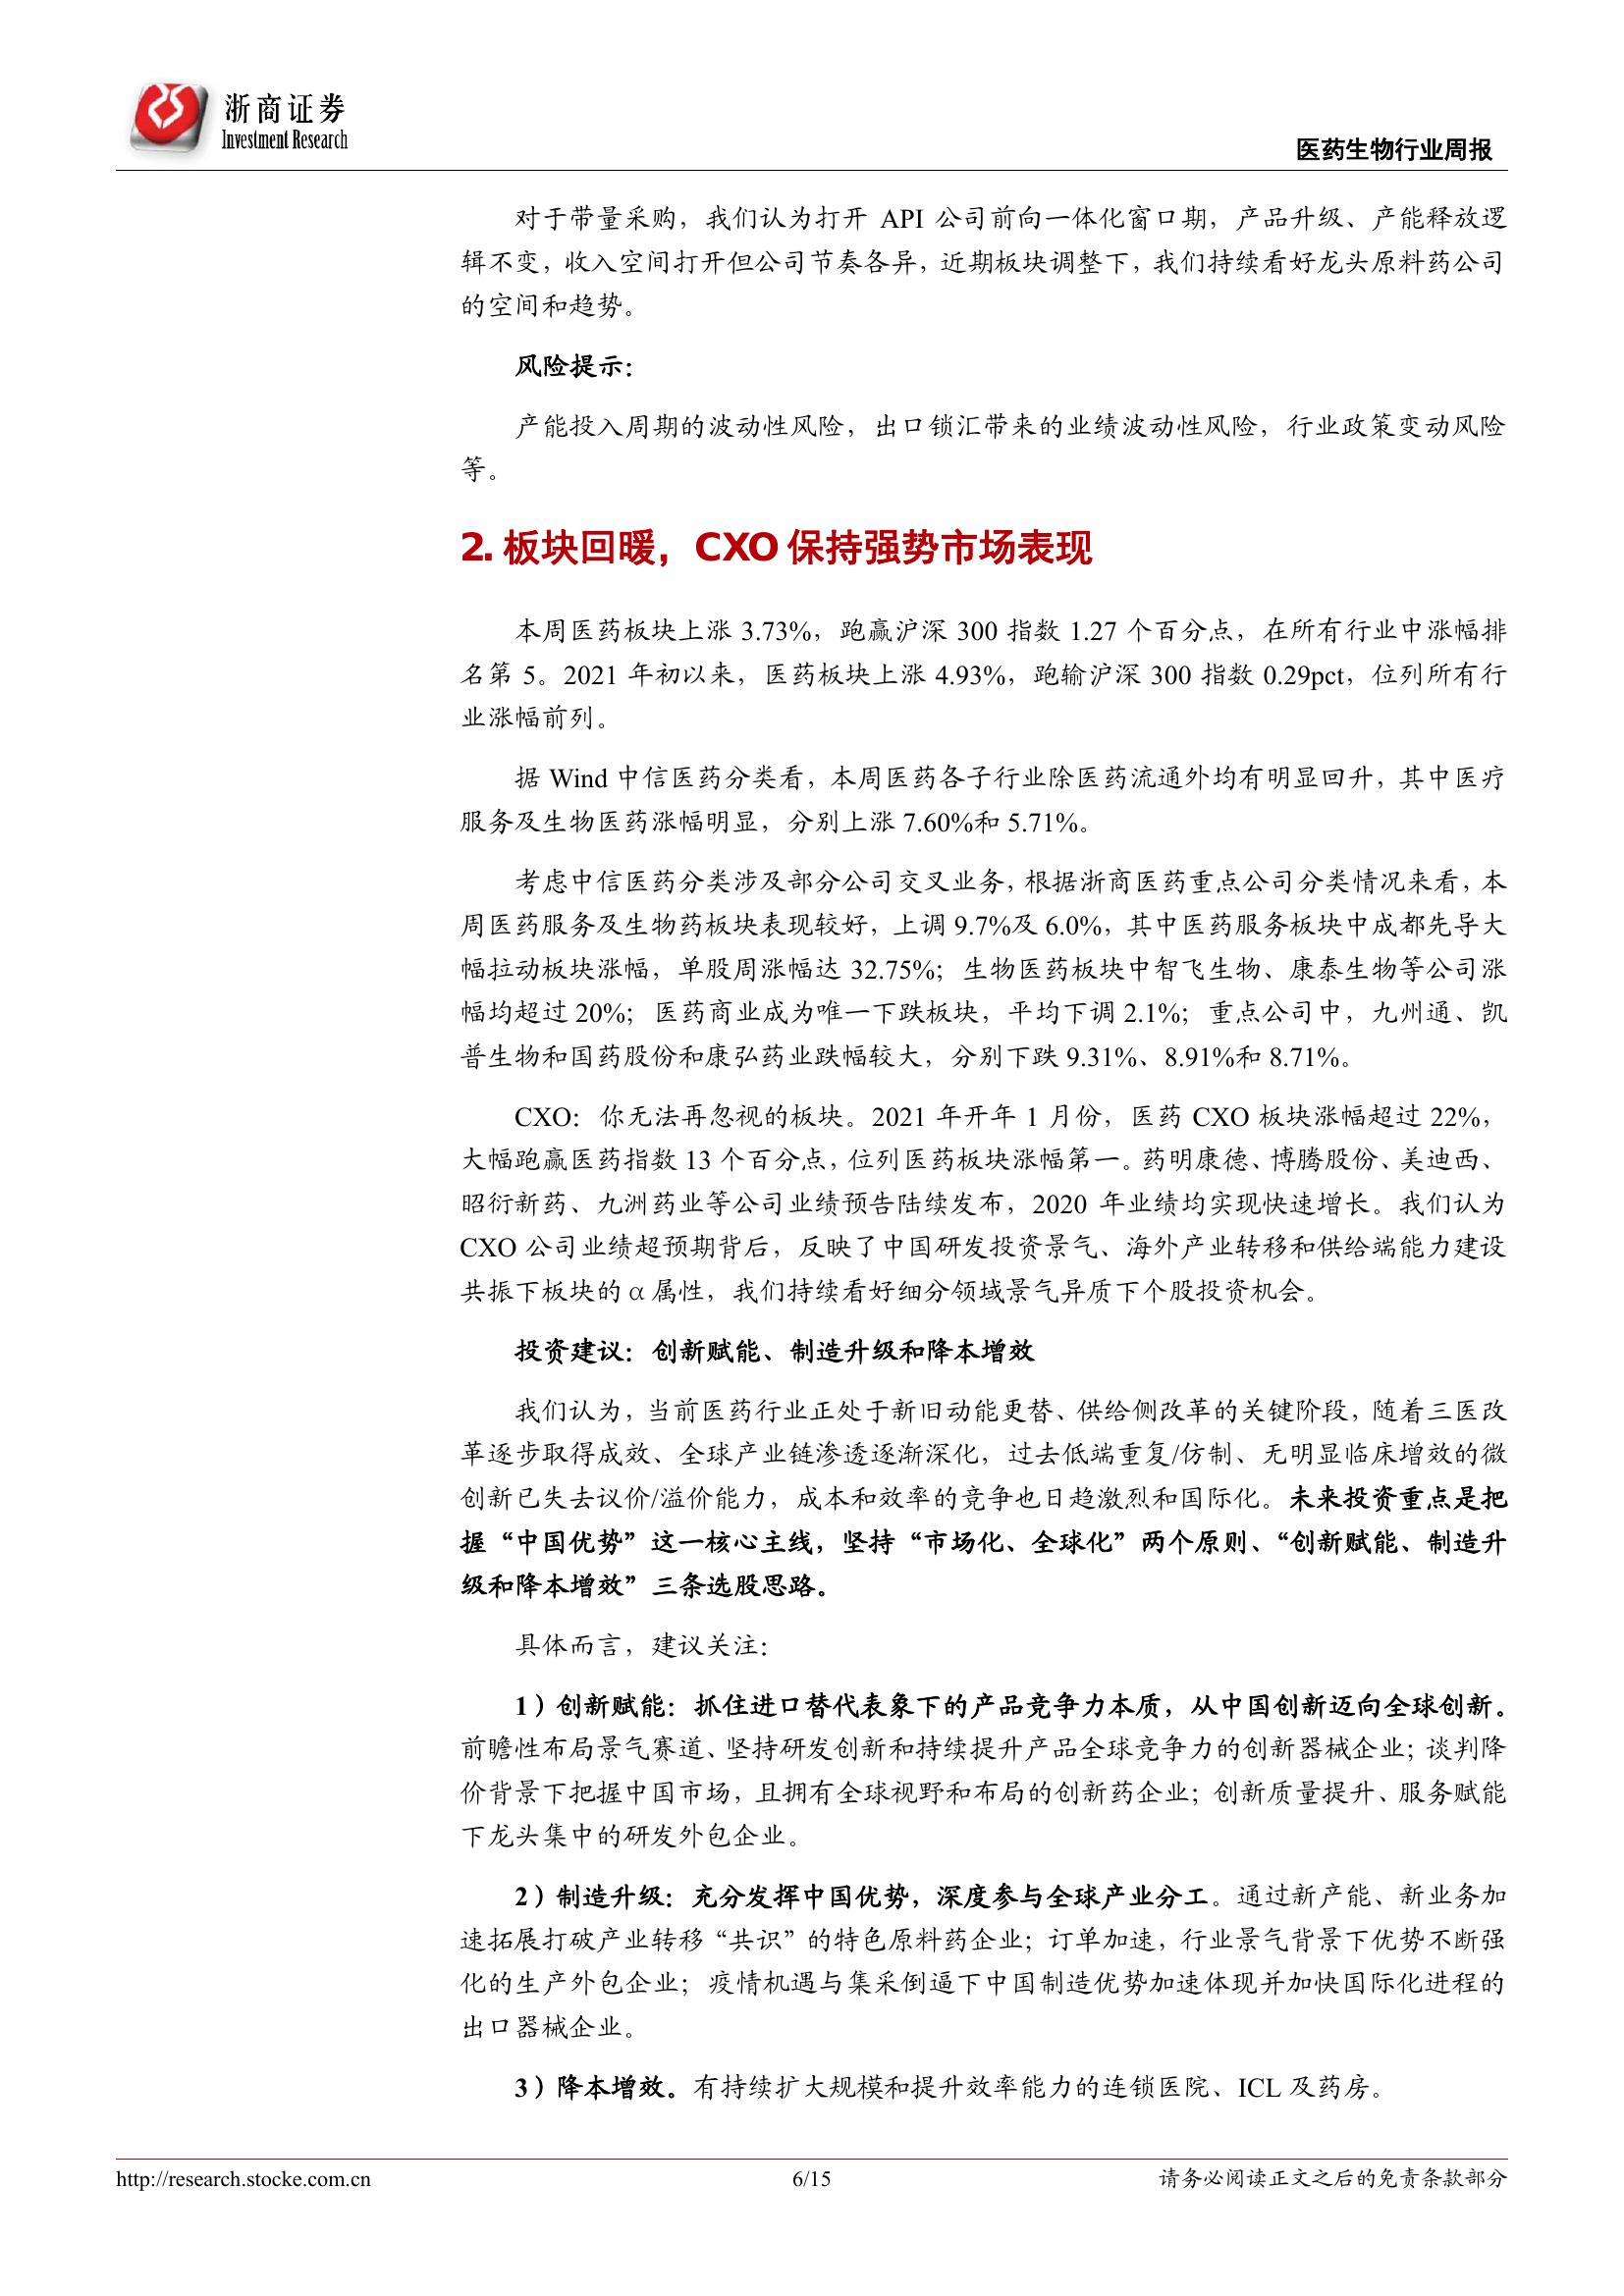 浙商证券
Investment Research
医药生物行业周报
对于带量采购，我们认为打开 API 公司前向一体化窗口期，产品升级、产能释放逻
辑不变，收入空间打开但公司节奏各异，近期板块调整下，我们持续看好龙头原料药公司
的空间和趋势。
风险提示：
产能投入周期的波动性风险，出口锁汇带来的业绩波动性风险，行业政策变动风险
等。
2. 板块回暖，CXO 保持强势市场表现
本周医药板块上涨 3.73%，跑赢沪深 300 指数 1.27 个百分点，在所有行业中涨幅排
名第 5。2021 年初以来，医药板块上涨 4.93%，跑输沪深 300 指数 0.29pct，位列所有行
业涨幅前列。
据 Wind 中信医药分类看，本周医药各子行业除医药流通外均有明显回升，其中医疗
服务及生物医药涨幅明显，分别上涨 7.60%和 5.71%。
考虑中信医药分类涉及部分公司交叉业务，根据浙商医药重点公司分类情况来看，本
周医药服务及生物药板块表现较好，上调 9.7%及 6.0%，其中医药服务板块中成都先导大
幅拉动板块涨幅，单股周涨幅达 32.75%；生物医药板块中智飞生物、康泰生物等公司涨
幅均超过 20%；医药商业成为唯一下跌板块，平均下调 2.1%；重点公司中，九州通、凯
普生物和国药股份和康弘药业跌幅较大，分别下跌 9.31%、8.91%和 8.71%。
CXO：你无法再忽视的板块。2021 年开年 1 月份，医药 CXO 板块涨幅超过 22%，
大幅跑赢医药指数 13 个百分点，位列医药板块涨幅第一。药明康德、博腾股份、美迪西、
昭衍新药、九洲药业等公司业绩预告陆续发布，2020 年业绩均实现快速增长。我们认为
CXO 公司业绩超预期背后，反映了中国研发投资景气、海外产业转移和供给端能力建设
共振下板块的 α 属性，我们持续看好细分领域景气异质下个股投资机会。
投资建议：创新赋能、制造升级和降本增效
我们认为，当前医药行业正处于新旧动能更替、供给侧改革的关键阶段，随着三医改
革逐步取得成效、全球产业链渗透逐渐深化，过去低端重复/仿制、无明显临床增效的微
创新已失去议价/溢价能力，成本和效率的竞争也日趋激烈和国际化。未来投资重点是把
握“中国优势”这一核心主线，坚持“市场化、全球化”两个原则、“创新赋能、制造升
级和降本增效”三条选股思路。
具体而言，建议关注：
1）创新赋能：抓住进口替代表象下的产品竞争力本质，从中国创新迈向全球创新。
前瞻性布局景气赛道、坚持研发创新和持续提升产品全球竞争力的创新器械企业；谈判降
价背景下把握中国市场，且拥有全球视野和布局的创新药企业；创新质量提升、服务赋能
下龙头集中的研发外包企业。
2）制造升级：充分发挥中国优势，深度参与全球产业分工。通过新产能、新业务加
速拓展打破产业转移“共识”的特色原料药企业；订单加速，行业景气背景下优势不断强
化的生产外包企业；疫情机遇与集采倒逼下中国制造优势加速体现并加快国际化进程的
出口器械企业。
3）降本增效。有持续扩大规模和提升效率能力的连锁医院、ICL 及药房。
http://research.stocke.com.cn
6/15
请务必阅读正文之后的免责条款部分